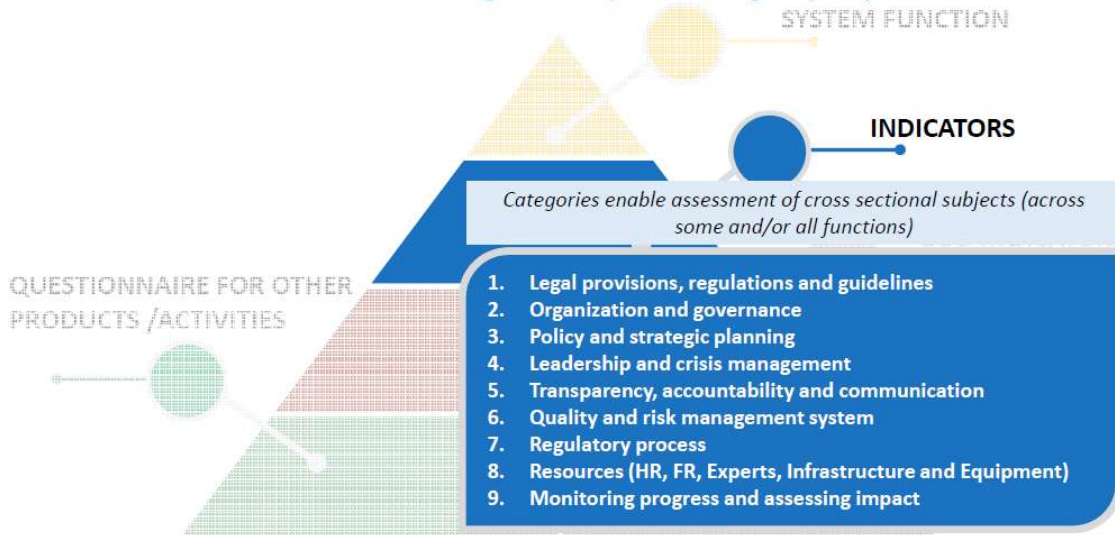 SYSTEM FUNCTION
INDICATORS
Categories enable assessment of cross sectional subjects (across
some and/or all functions)
QUESTIONNAIRE FOR OTHER
PRODUCTS /ACTIVITIES
1. Legal provisions, regulations and guidelines
2. Organization and governance
3. Policy and strategic planning
4. Leadership and crisis management
5. Transparency, accountability and communication
6. Quality and risk management system
7. Regulatory process
8. Resources (HR, FR, Experts, Infrastructure and Equipment)
9. Monitoring progress and assessing impact